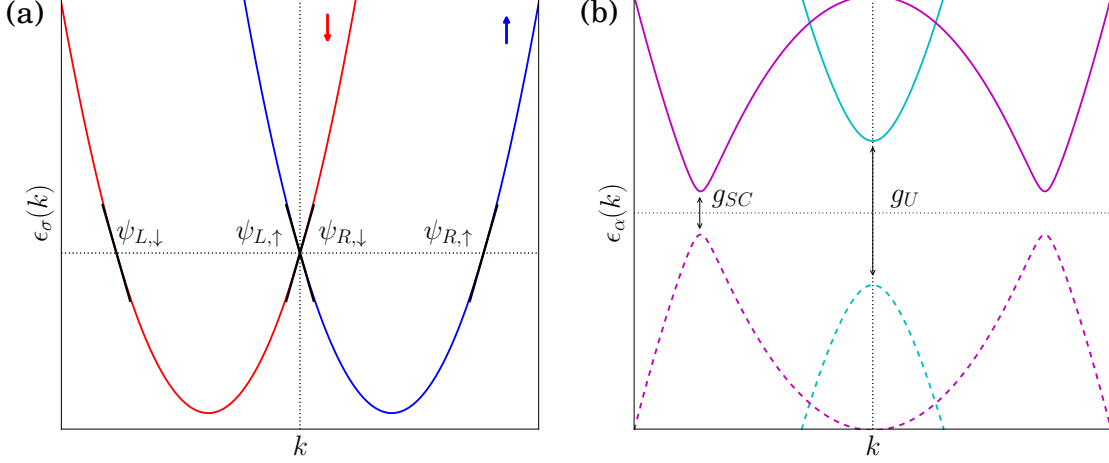 (a)
ϵ_σ(k)
ψ_{L,↓}
ψ_{L,↑}
ψ_{R,↓}
ψ_{R,↑}
k
(b)
ϵ_α(k)
g_{SC}
g_U
k